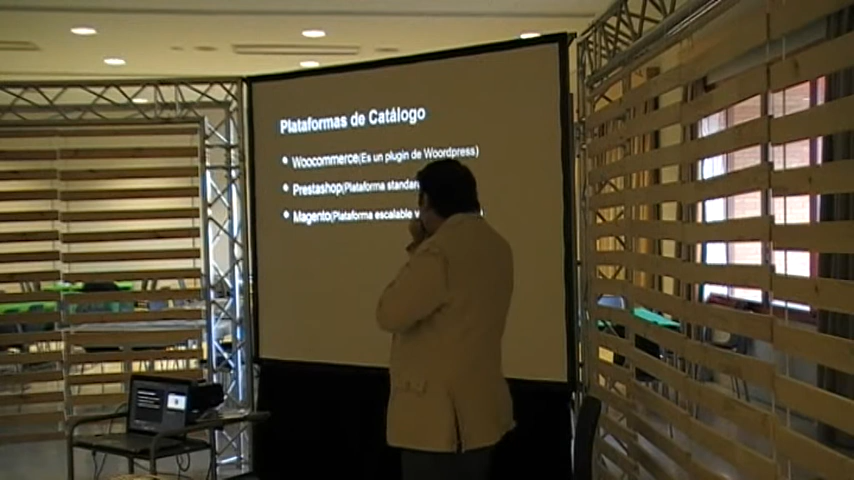 Plataformas de Catálogo
• Woocommerce(Es un plugin de Woordpress)
• Prestashop(Plataforma standar
• Magento(Plataforma escalable